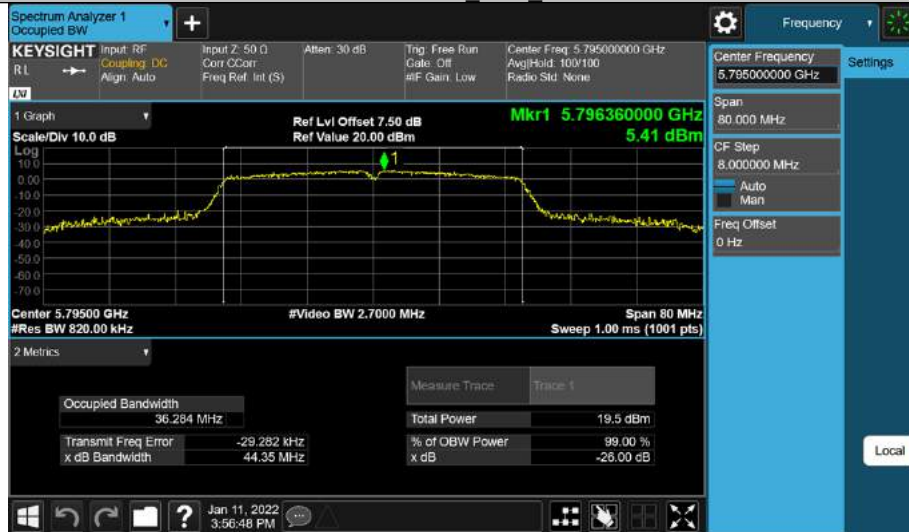 Spectrum Analyzer 1
Occupied BW
Frequency
KEYSIGHT
RL
Input: RF
Coupling: DC
Align: Auto
Input Z: 50 Ω
Corr CCorr
Freq Ref: Int (S)
Atten: 30 dB
Trig: Free Run
Gate: Off
#IF Gain: Low
Center Freq: 5.795000000 GHz
Avg|Hold: 100/100
Radio Std: None
LXI
1 Graph
Scale/Div 10.0 dB
Ref Lvl Offset 7.50 dB
Ref Value 20.00 dBm
Mkr1 5.796360000 GHz
5.41 dBm
Log
10.0
0.00
-10.0
-20.0
-30.0
-40.0
-50.0
-60.0
-70.0
1
Center 5.79500 GHz
#Res BW 820.00 kHz
#Video BW 2.7000 MHz
Span 80 MHz
Sweep 1.00 ms (1001 pts)
2 Metrics
Measure Trace Trace 1
Occupied Bandwidth
36.284 MHz
Total Power 19.5 dBm
Transmit Freq Error -29.282 kHz
% of OBW Power 99.00 %
x dB Bandwidth 44.35 MHz
x dB -26.00 dB
Center Frequency
5.795000000 GHz
Settings
Span
80.000 MHz
CF Step
8.000000 MHz
Auto
Man
Freq Offset
0 Hz
Local
?
Jan 11, 2022
3:56:48 PM